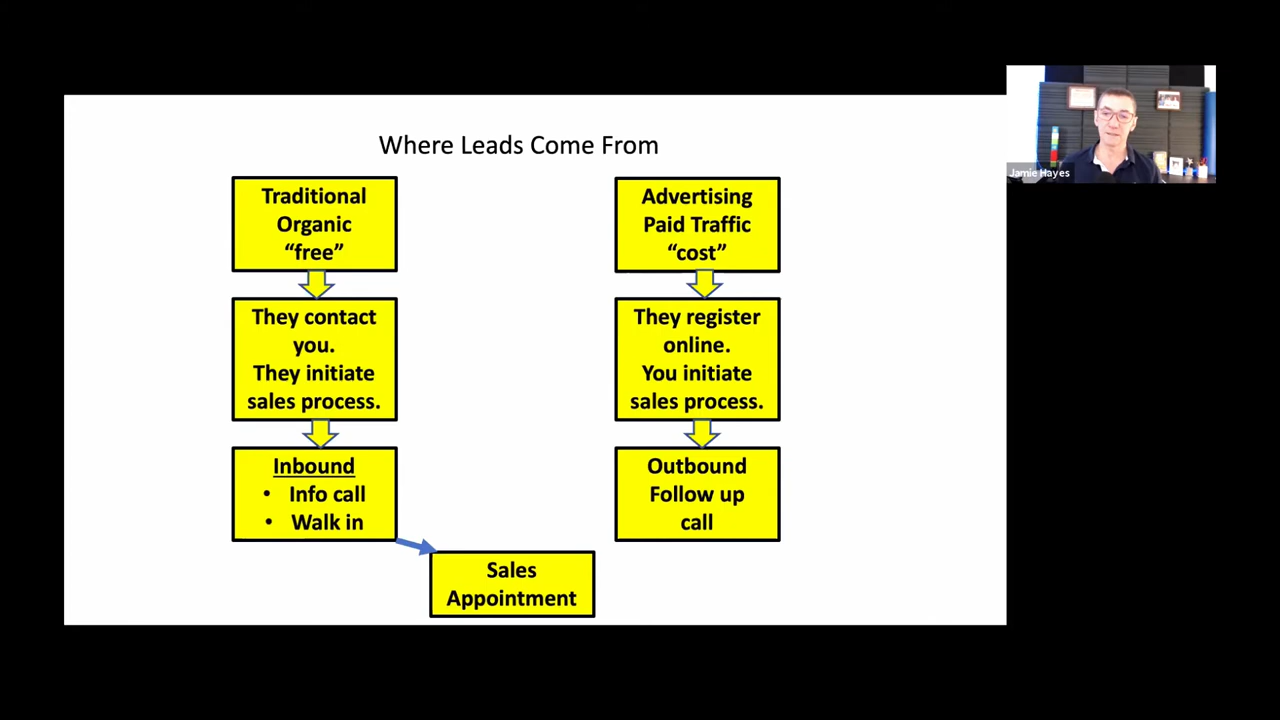 Where Leads Come From
Traditional
Organic
“free”
They contact
you.
They initiate
sales process.
Inbound
• Info call
• Walk in
Advertising
Paid Traffic
“cost”
They register
online.
You initiate
sales process.
Outbound
Follow up
call
Sales
Appointment
Jamie Hayes